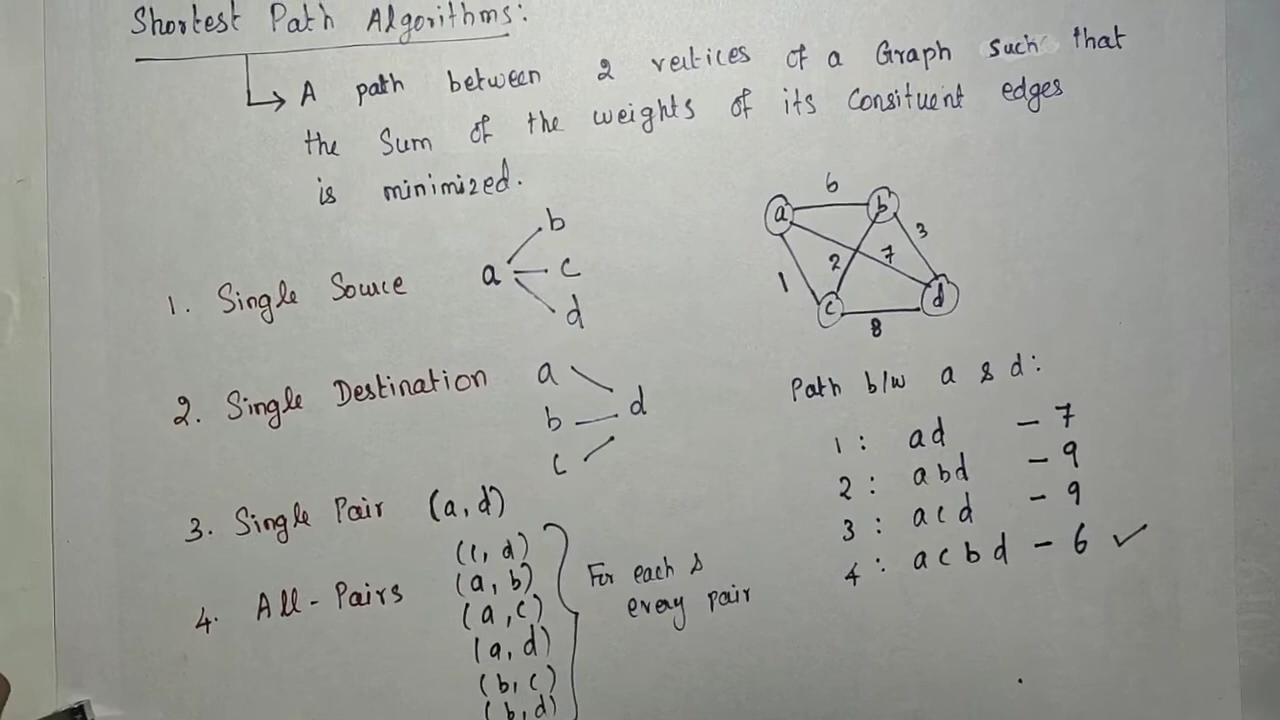 Shortest Path Algorithms:
A path between 2 vertices of a Graph such that
the Sum of the weights of its Consituent edges
is minimized.
1. Single Source
a
b
c
d
2. Single Destination
a
b
c
d
3. Single Pair (a, d)
4. All-Pairs
(c, d)
(a, b)
(a, c)
(a, d)
(b, c)
(b, d)
For each &
every pair
a 6 b
3
2 7
1
c 8 d
Path b/w a & d:
1: ad - 7
2: abd - 9
3: acd - 9
4: acbd - 6 ✓